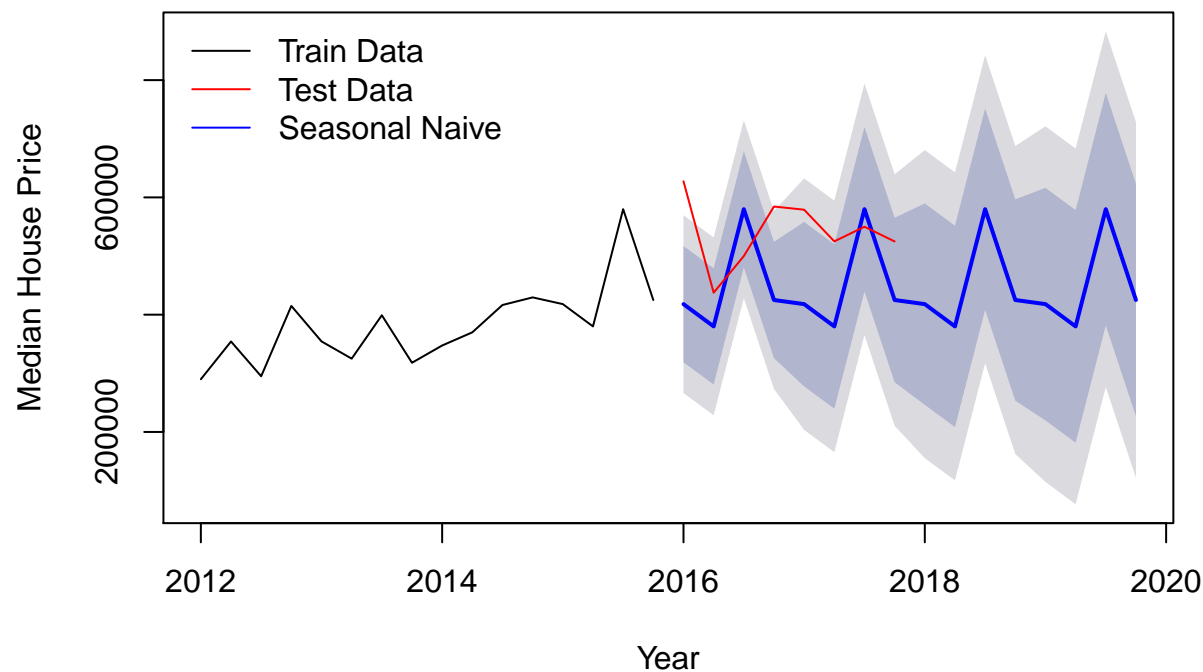 Train Data
Test Data
Seasonal Naive
Median House Price
600000
200000
2012
2014
2016
2018
2020
Year